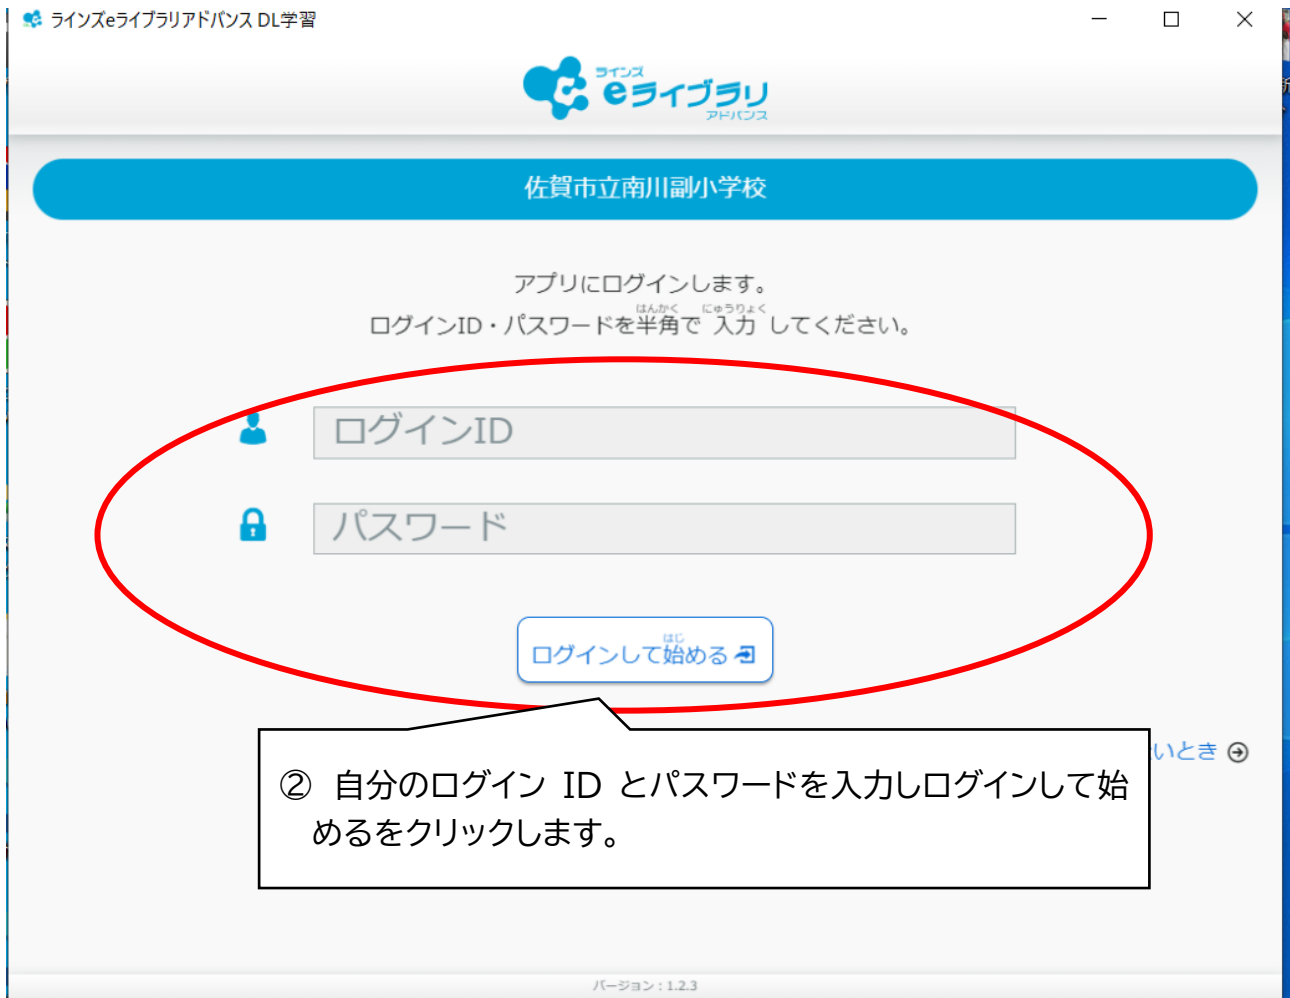 ラインズeライブラリアドバンス DL学習
ラインズ
eライブラリ
アドバンス
佐賀市立南川副小学校
アプリにログインします。
はんかく にゅうりょく
ログインID・パスワードを半角で 入力 してください。
ログインID
パスワード
はじ
ログインして始める
いとき
② 自分のログイン ID とパスワードを入力しログインして始
めるをクリックします。
バージョン : 1.2.3